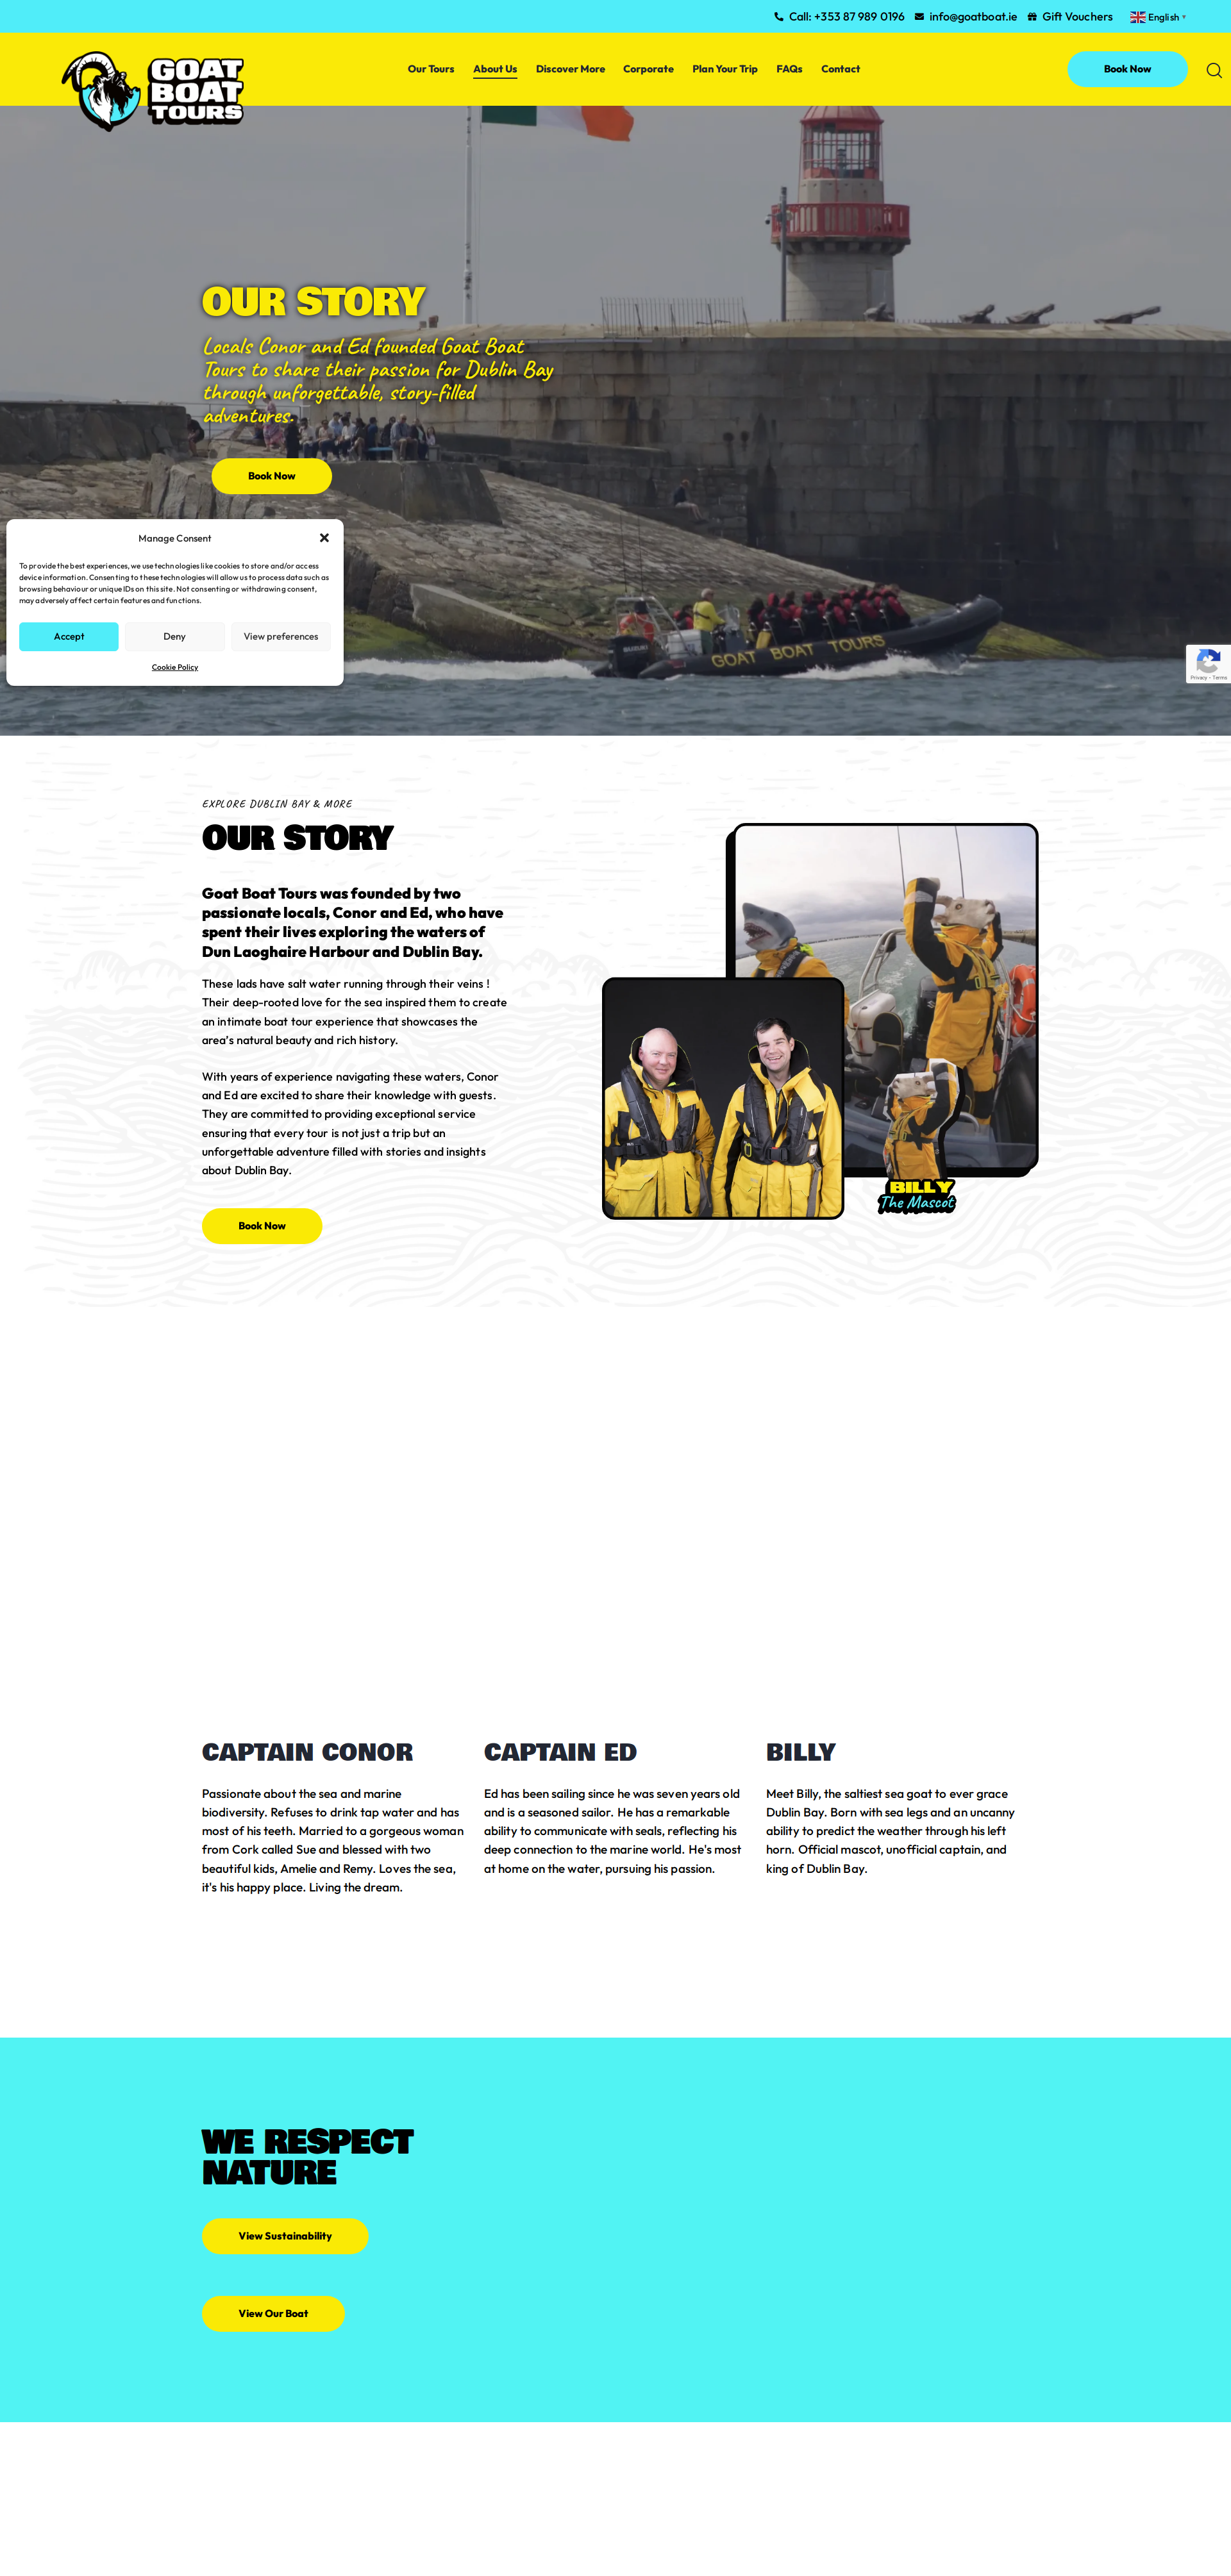 Call: +353 87 989 0196 info@goatboat.ie Gift Vouchers English
GOAT
BOAT
TOURS
Our Tours About Us Discover More Corporate Plan Your Trip FAQs Contact Book Now
OUR STORY
Locals Conor and Ed founded Goat Boat
Tours to share their passion for Dublin Bay
through unforgettable, story-filled
adventures.
Book Now
Manage Consent
To provide the best experiences, we use technologies like cookies to store and/or access
device information. Consenting to these technologies will allow us to process data such as
browsing behaviour or unique IDs on this site. Not consenting or withdrawing consent,
may adversely affect certain features and functions.
Accept Deny View preferences
Cookie Policy
SUZUKI GOAT BOAT TOURS
Privacy - Terms
EXPLORE DUBLIN BAY & MORE
OUR STORY
Goat Boat Tours was founded by two
passionate locals, Conor and Ed, who have
spent their lives exploring the waters of
Dun Laoghaire Harbour and Dublin Bay.
These lads have salt water running through their veins !
Their deep-rooted love for the sea inspired them to create
an intimate boat tour experience that showcases the
area's natural beauty and rich history.
With years of experience navigating these waters, Conor
and Ed are excited to share their knowledge with guests.
They are committed to providing exceptional service
ensuring that every tour is not just a trip but an
unforgettable adventure filled with stories and insights
about Dublin Bay.
Book Now
BILLY
The Mascot
CAPTAIN CONOR
Passionate about the sea and marine
biodiversity. Refuses to drink tap water and has
most of his teeth. Married to a gorgeous woman
from Cork called Sue and blessed with two
beautiful kids, Amelie and Remy. Loves the sea,
it's his happy place. Living the dream.
CAPTAIN ED
Ed has been sailing since he was seven years old
and is a seasoned sailor. He has a remarkable
ability to communicate with seals, reflecting his
deep connection to the marine world. He's most
at home on the water, pursuing his passion.
BILLY
Meet Billy, the saltiest sea goat to ever grace
Dublin Bay. Born with sea legs and an uncanny
ability to predict the weather through his left
horn. Official mascot, unofficial captain, and
king of Dublin Bay.
WE RESPECT
NATURE
View Sustainability
View Our Boat